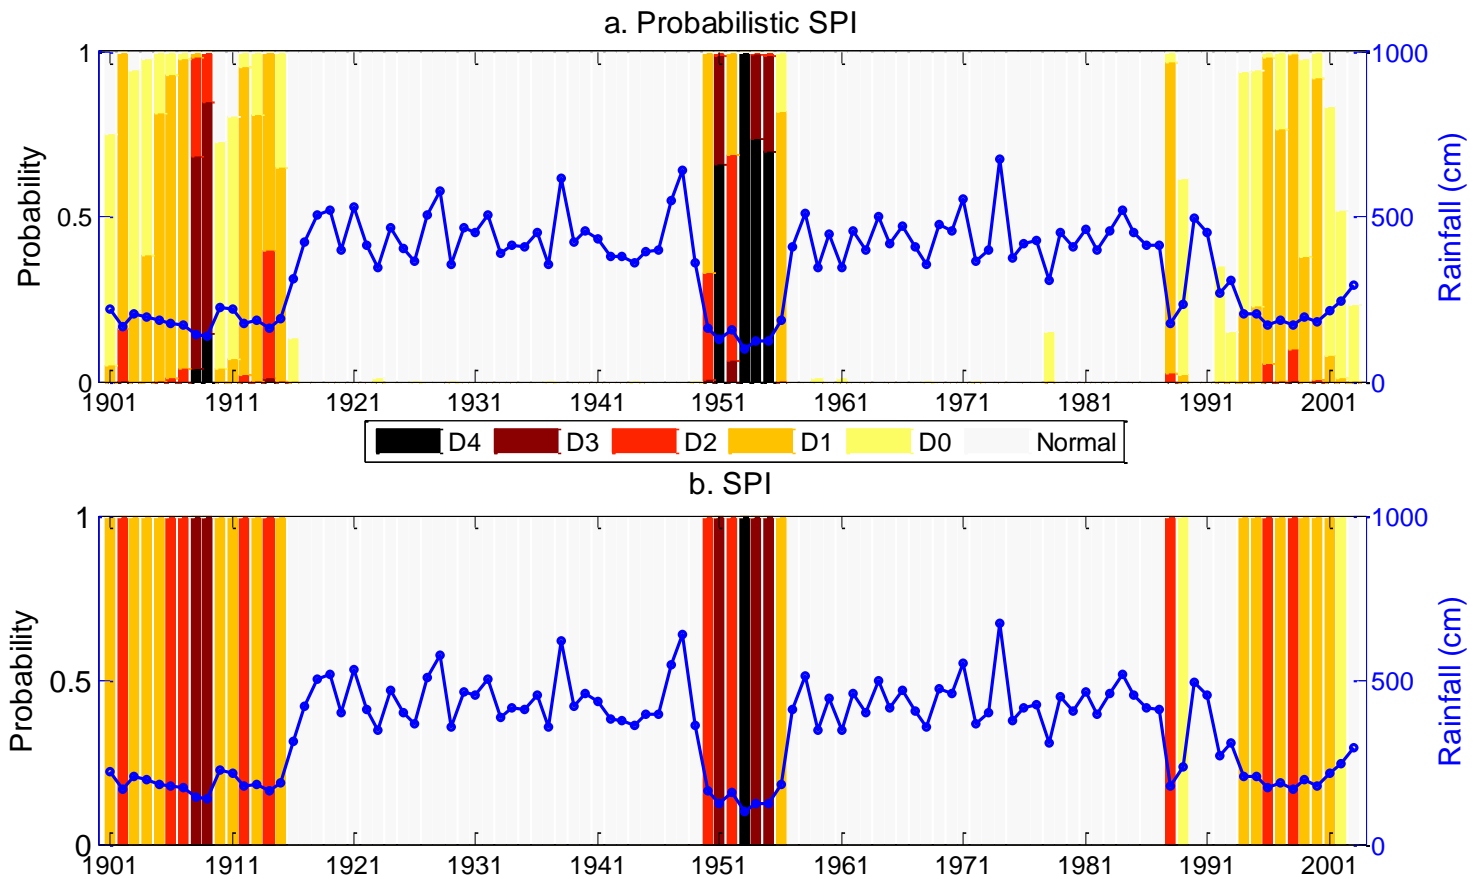 a. Probabilistic SPI
1 1000
Probability Rainfall (cm)
0.5 500
0 0
1901 1911 1921 1931 1941 1951 1961 1971 1981 1991 2001
D4 D3 D2 D1 D0 Normal
b. SPI
1 1000
Probability Rainfall (cm)
0.5 500
0 0
1901 1911 1921 1931 1941 1951 1961 1971 1981 1991 2001